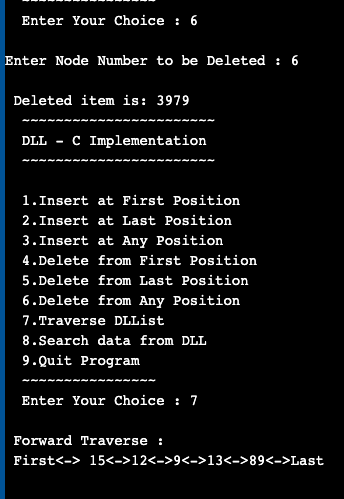 ~~~~~~~~~~~~~~~~
Enter Your Choice : 6
Enter Node Number to be Deleted : 6
Deleted item is: 3979
~~~~~~~~~~~~~~~~~~~~~~~
DLL - C Implementation
~~~~~~~~~~~~~~~~~~~~~~~
1.Insert at First Position
2.Insert at Last Position
3.Insert at Any Position
4.Delete from First Position
5.Delete from Last Position
6.Delete from Any Position
7.Traverse DLList
8.Search data from DLL
9.Quit Program
~~~~~~~~~~~~~~~~
Enter Your Choice : 7
Forward Traverse :
First<-> 15<->12<->9<->13<->89<->Last